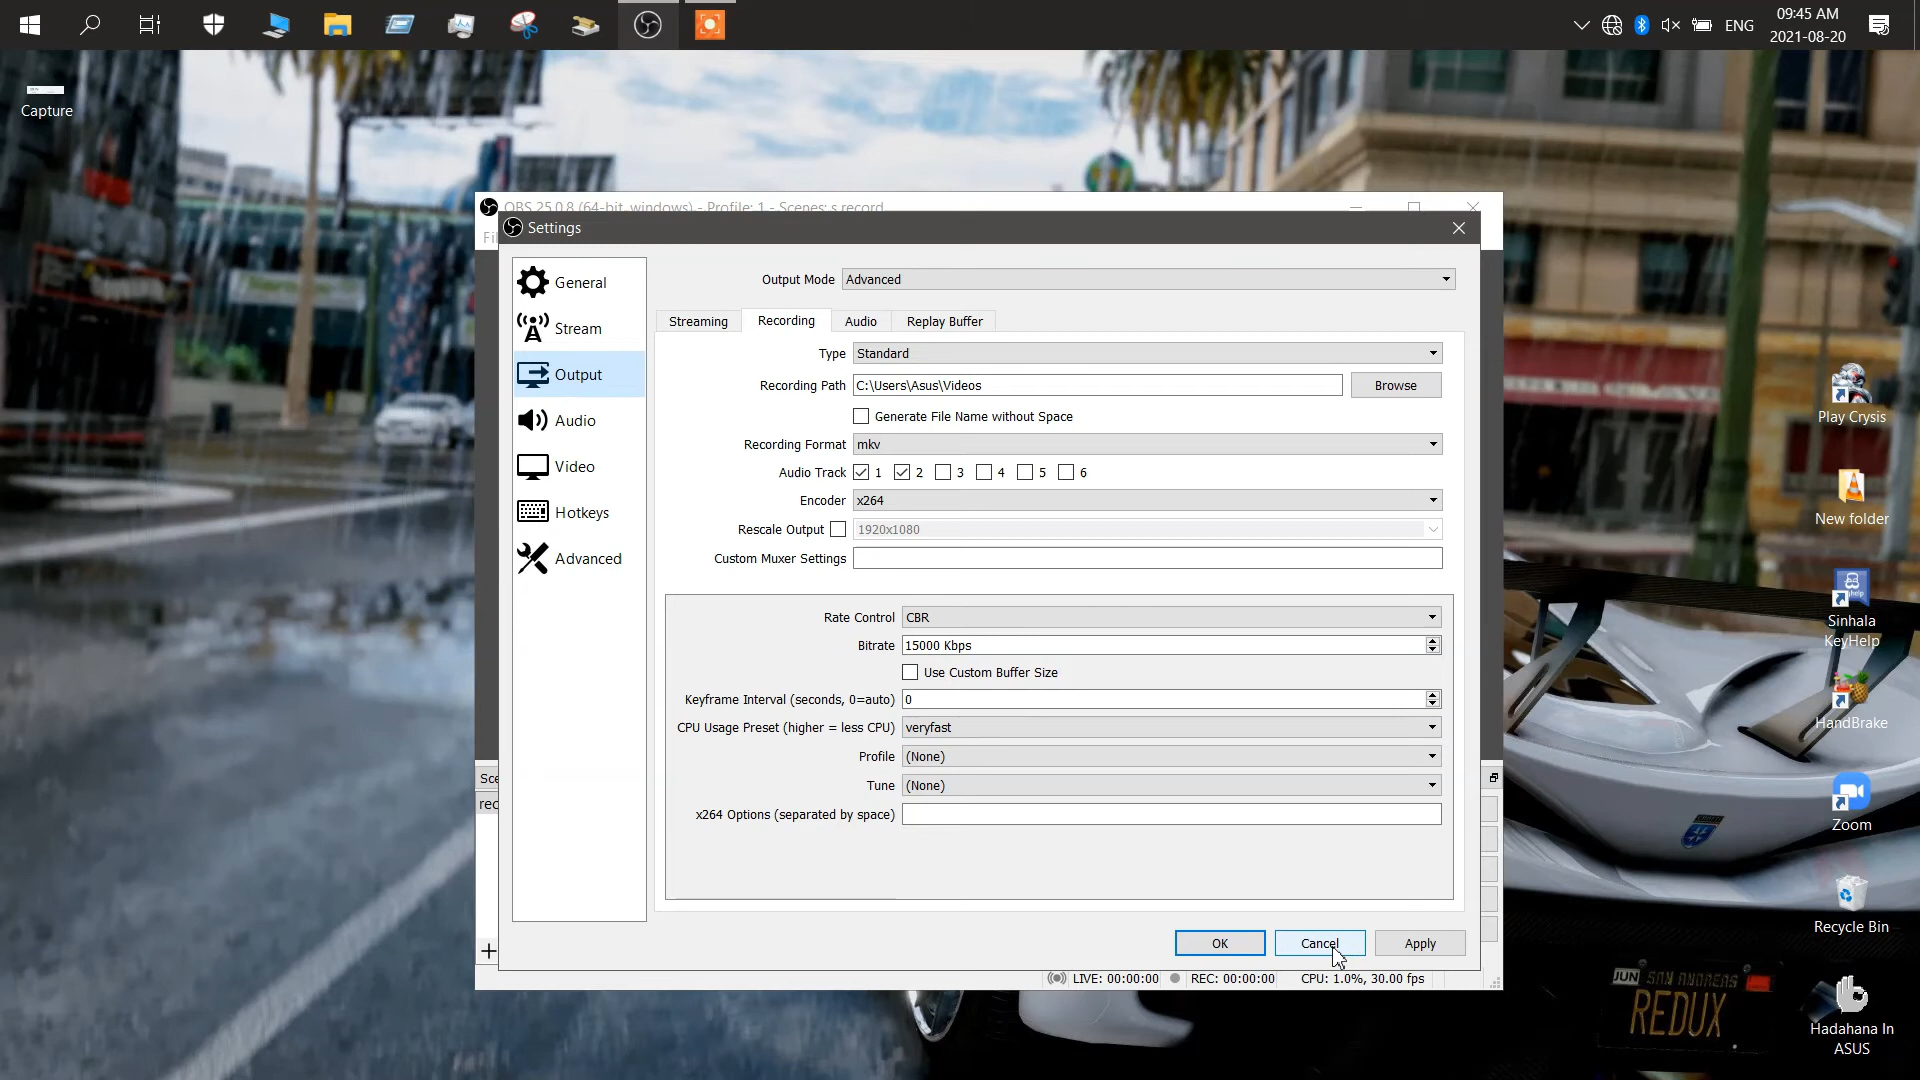 ENG
09:45 AM
2021-08-20
Capture
OBS 25.0.8 (64-bit, windows) - Profile: 1 - Scenes: s record
Settings
General
Stream
Output
Audio
Video
Hotkeys
Advanced
Output Mode Advanced
Streaming Recording Audio Replay Buffer
Type Standard
Recording Path C:\Users\Asus\Videos Browse
Generate File Name without Space
Recording Format mkv
Audio Track 1 2 3 4 5 6
Encoder x264
Rescale Output 1920x1080
Custom Muxer Settings
Rate Control CBR
Bitrate 15000 Kbps
Use Custom Buffer Size
Keyframe Interval (seconds, 0=auto) 0
CPU Usage Preset (higher = less CPU) veryfast
Profile (None)
Tune (None)
x264 Options (separated by space)
OK Cancel Apply
LIVE: 00:00:00 REC: 00:00:00 CPU: 1.0%, 30.00 fps
Play Crysis
New folder
Sinhala
KeyHelp
HandBrake
Zoom
Recycle Bin
Hadahana In
ASUS
JUN SAN ANDREAS
REDUX